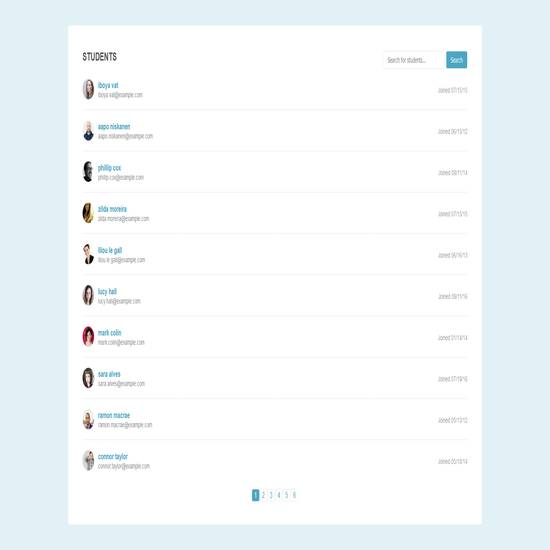 STUDENTS
Search for students...
Search
iboya vat
iboya.vat@example.com
Joined 07/15/15
aapo niskanen
aapo.niskanen@example.com
Joined 06/15/12
phillip cox
phillip.cox@example.com
Joined 09/11/14
zilda moreira
zilda.moreira@example.com
Joined 07/15/15
lilou le gall
lilou.le gall@example.com
Joined 06/16/13
lucy hall
lucy.hall@example.com
Joined 09/11/16
mark colin
mark.colin@example.com
Joined 01/14/14
sara alves
sara.alves@example.com
Joined 07/19/16
ramon macrae
ramon.macrae@example.com
Joined 05/13/12
connor taylor
connor.taylor@example.com
Joined 05/18/14
1 2 3 4 5 6